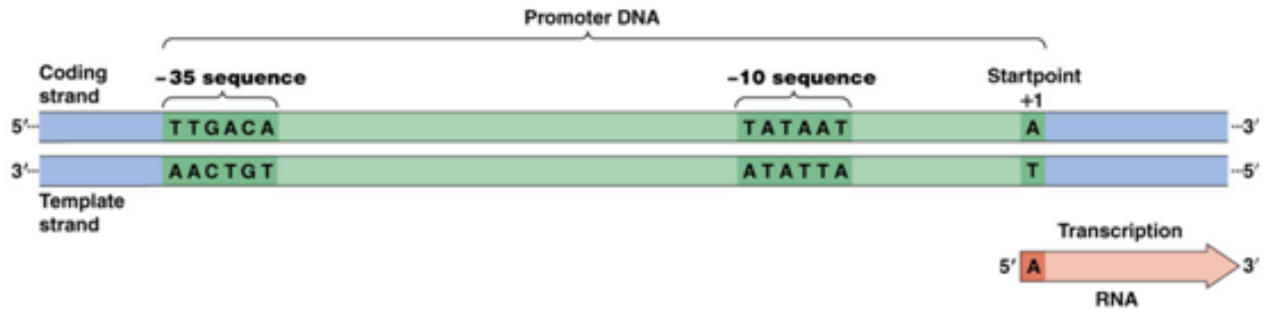 Promoter DNA
Coding strand
–35 sequence
–10 sequence
Startpoint +1
5′ TTGACA TATAAT A 3′
3′ AACTGT ATATTA T 5′
Template strand
Transcription
5′ A 3′
RNA